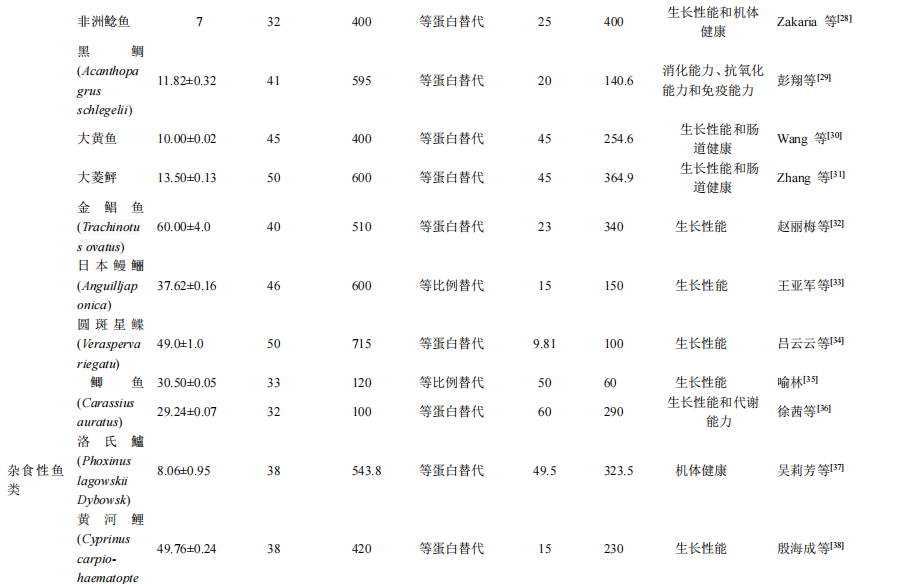 非洲鲶鱼 7 32 400 等蛋白替代 25 400 生长性能和机体健康 Zakaria 等[28]
黑鲷(Acanthopagrus schlegelii) 11.82±0.32 41 595 等蛋白替代 20 140.6 消化能力、抗氧化能力和免疫能力 彭翔等[29]
大黄鱼 10.00±0.02 45 400 等蛋白替代 45 254.6 生长性能和肠道健康 Wang 等[30]
大菱鲆 13.50±0.13 50 600 等蛋白替代 45 364.9 生长性能和肠道健康 Zhang 等[31]
金鲳鱼(Trachinotus ovatus) 60.00±4.0 40 510 等蛋白替代 23 340 生长性能 赵丽梅等[32]
日本鳗鲡(Anguilljaponica) 37.62±0.16 46 600 等比例替代 15 150 生长性能 王亚军等[33]
圆斑星鲽(Veraspervariegatu) 49.0±1.0 50 715 等蛋白替代 9.81 100 生长性能 吕云云等[34]
杂食性鱼类
鲫鱼(Carassius auratus) 30.50±0.05 33 120 等比例替代 50 60 生长性能 喻林[35]
29.24±0.07 32 100 等蛋白替代 60 290 生长性能和代谢能力 徐茜等[36]
洛氏鱥(Phoxinus lagowskii Dybowsk) 8.06±0.95 38 543.8 等蛋白替代 49.5 323.5 机体健康 吴莉芳等[37]
黄河鲤(Cyprinus carpio-haematopte 49.76±0.24 38 420 等蛋白替代 15 230 生长性能 殷海成等[38]